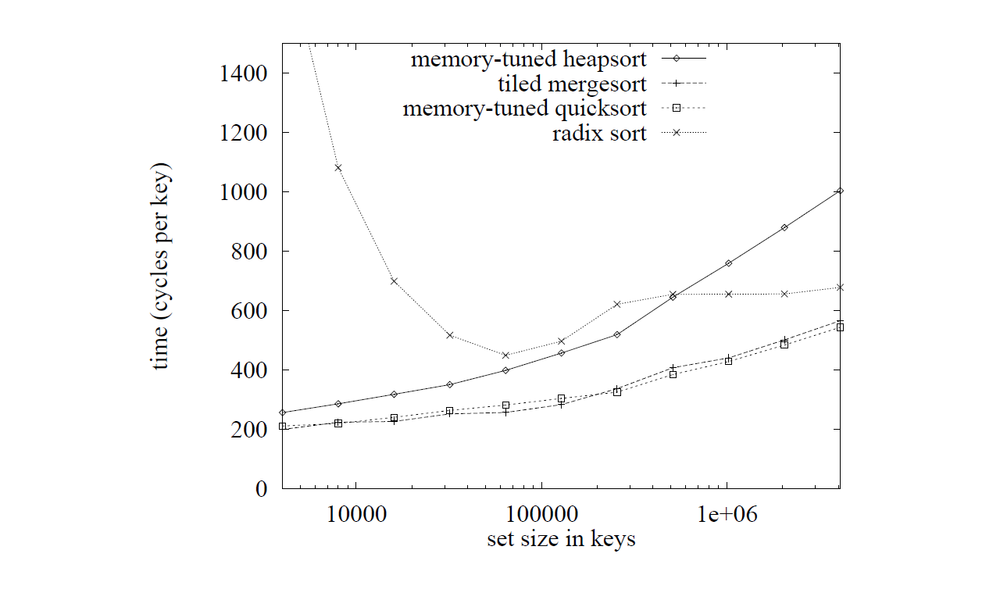 memory-tuned heapsort
tiled mergesort
memory-tuned quicksort
radix sort
1400
1200
1000
800
600
400
200
0
time (cycles per key)
10000 100000 1e+06
set size in keys